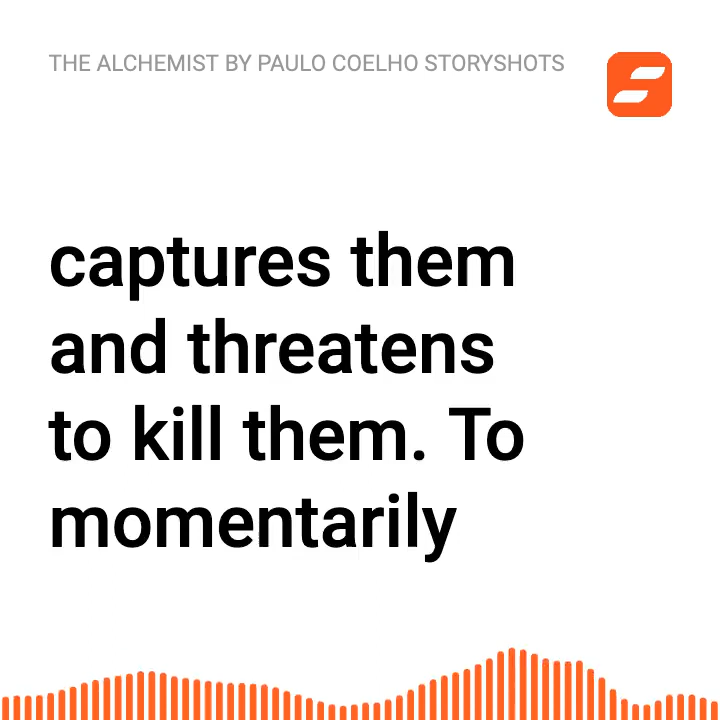 THE ALCHEMIST BY PAULO COELHO STORYSHOTS
captures them
and threatens
to kill them. To
momentarily